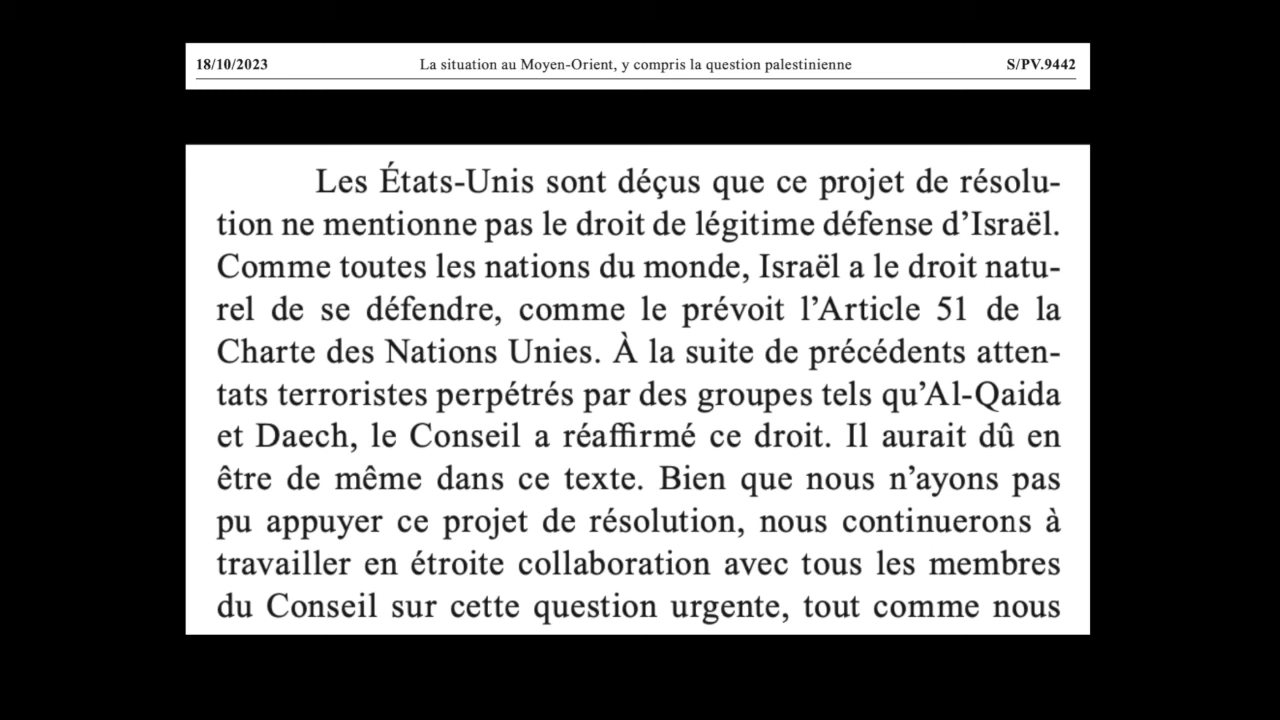 18/10/2023 La situation au Moyen-Orient, y compris la question palestinienne S/PV.9442
Les États-Unis sont déçus que ce projet de résolu-
tion ne mentionne pas le droit de légitime défense d’Israël.
Comme toutes les nations du monde, Israël a le droit natu-
rel de se défendre, comme le prévoit l’Article 51 de la
Charte des Nations Unies. À la suite de précédents atten-
tats terroristes perpétrés par des groupes tels qu’Al-Qaida
et Daech, le Conseil a réaffirmé ce droit. Il aurait dû en
être de même dans ce texte. Bien que nous n’ayons pas
pu appuyer ce projet de résolution, nous continuerons à
travailler en étroite collaboration avec tous les membres
du Conseil sur cette question urgente, tout comme nous